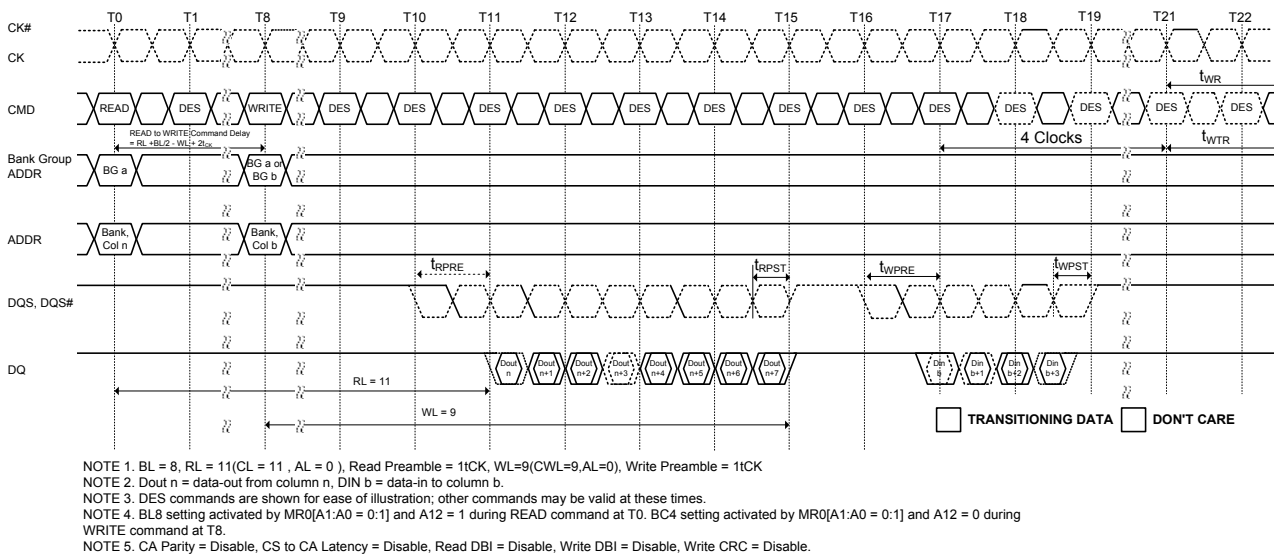 CK#
CK
T0 T1 T8 T9 T10 T11 T12 T13 T14 T15 T16 T17 T18 T19 T21 T22
tWR
CMD READ DES WRITE DES DES DES DES DES DES DES DES DES DES DES DES DES
READ to WRITE Command Delay
= RL +BL/2 - WL + 2tCK
4 Clocks
tWTR
Bank Group
ADDR
BG a
BG a or
BG b
ADDR
Bank,
Col n
Bank,
Col b
tRPRE tRPST tWPRE tWPST
DQS, DQS#
DQ
Dout
n
Dout
n+1
Dout
n+2
Dout
n+3
Dout
n+4
Dout
n+5
Dout
n+6
Dout
n+7
Din
b
Din
b+1
Din
b+2
Din
b+3
RL = 11
WL = 9
TRANSITIONING DATA DON'T CARE
NOTE 1. BL = 8, RL = 11(CL = 11 , AL = 0 ), Read Preamble = 1tCK, WL=9(CWL=9,AL=0), Write Preamble = 1tCK
NOTE 2. Dout n = data-out from column n, DIN b = data-in to column b.
NOTE 3. DES commands are shown for ease of illustration; other commands may be valid at these times.
NOTE 4. BL8 setting activated by MR0[A1:A0 = 0:1] and A12 = 1 during READ command at T0. BC4 setting activated by MR0[A1:A0 = 0:1] and A12 = 0 during
WRITE command at T8.
NOTE 5. CA Parity = Disable, CS to CA Latency = Disable, Read DBI = Disable, Write DBI = Disable, Write CRC = Disable.